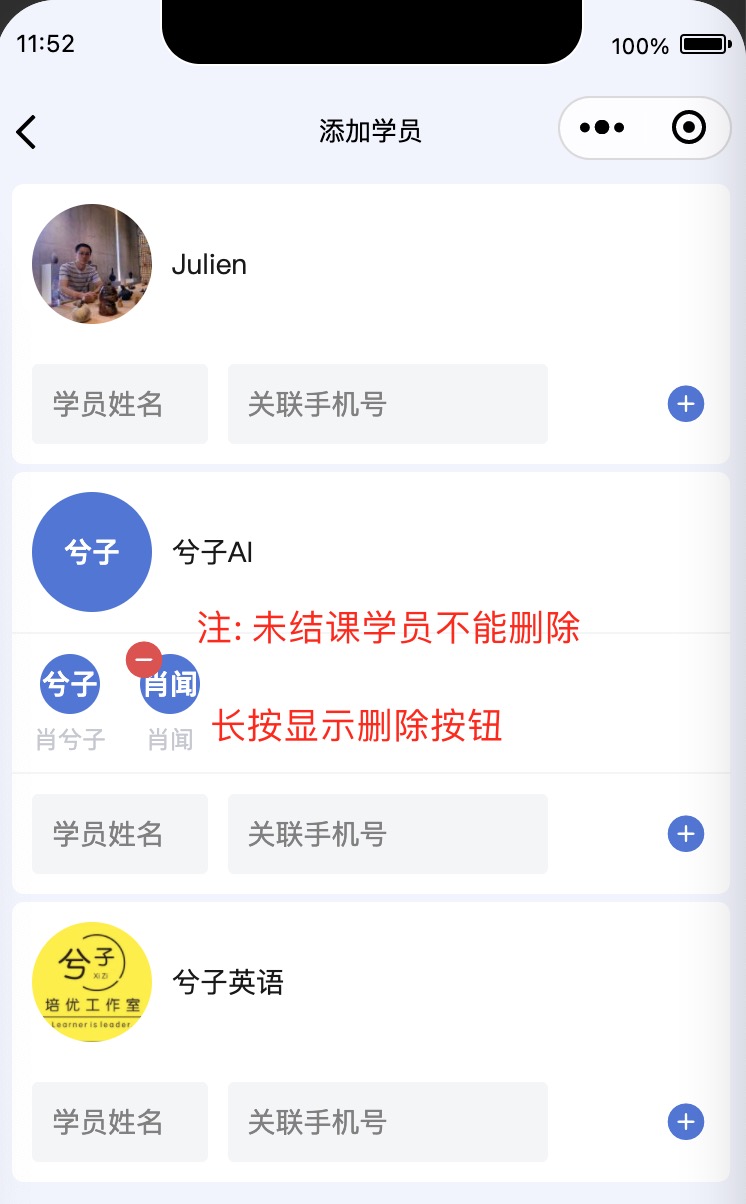 11:52
100%
添加学员
Julien
学员姓名
关联手机号
兮子
兮子AI
注: 未结课学员不能删除
兮子
肖闻
肖兮子
肖闻
长按显示删除按钮
学员姓名
关联手机号
兮子
XiZi
培优工作室
Learner is leader
兮子英语
学员姓名
关联手机号